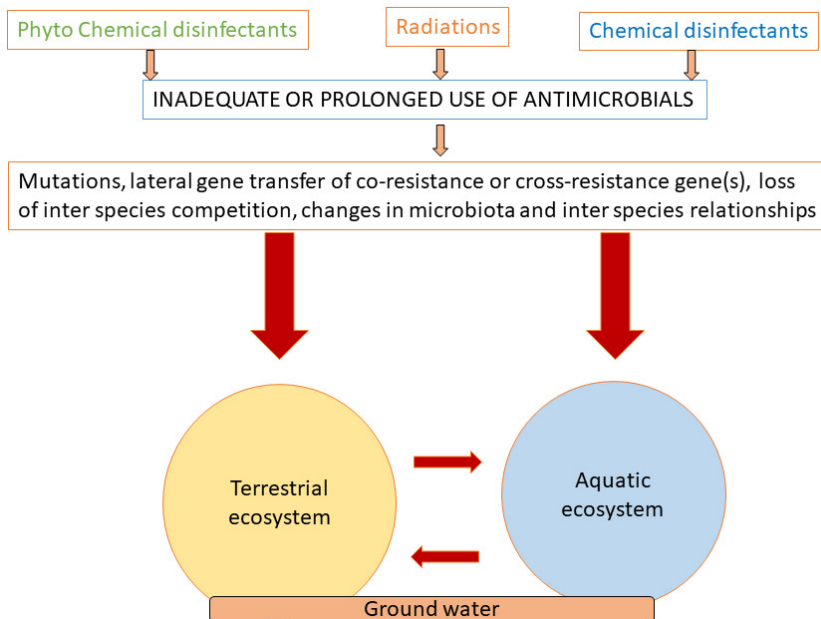 Phyto Chemical disinfectants
Radiations
Chemical disinfectants
INADEQUATE OR PROLONGED USE OF ANTIMICROBIALS
Mutations, lateral gene transfer of co-resistance or cross-resistance gene(s), loss
of inter species competition, changes in microbiota and inter species relationships
Terrestrial
ecosystem
Aquatic
ecosystem
Ground water